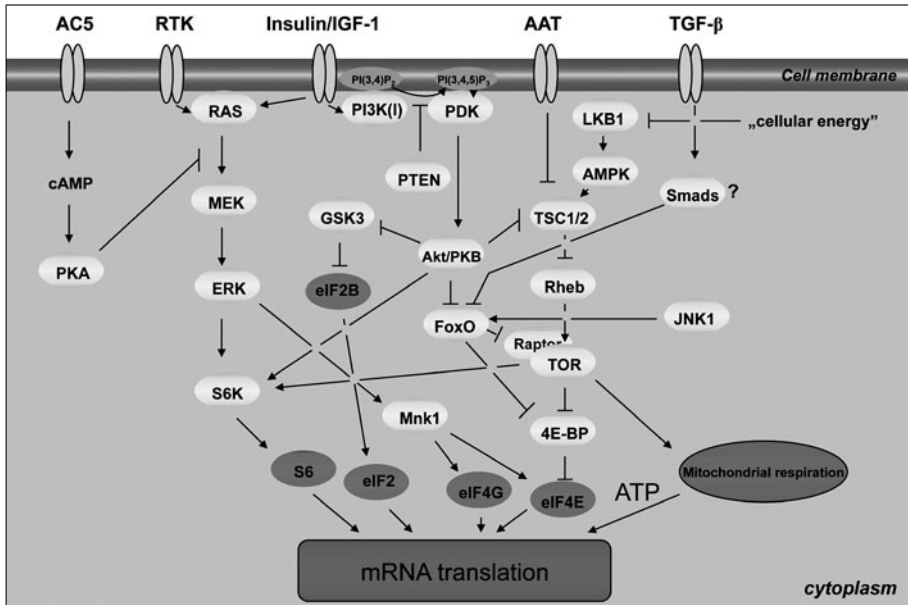 AC5 RTK Insulin/IGF-1 AAT TGF-β
PI(3,4)P2 PI(3,4,5)P3
Cell membrane
RAS PI3K(I) PDK LKB1 „cellular energy”
cAMP PTEN AMPK Smads ?
MEK GSK3 TSC1/2
PKA Akt/PKB
ERK eIF2B Rheb
FoxO JNK1
Raptor
S6K TOR
Mnk1 4E-BP
S6 eIF2 eIF4G eIF4E ATP Mitochondrial respiration
mRNA translation
cytoplasm